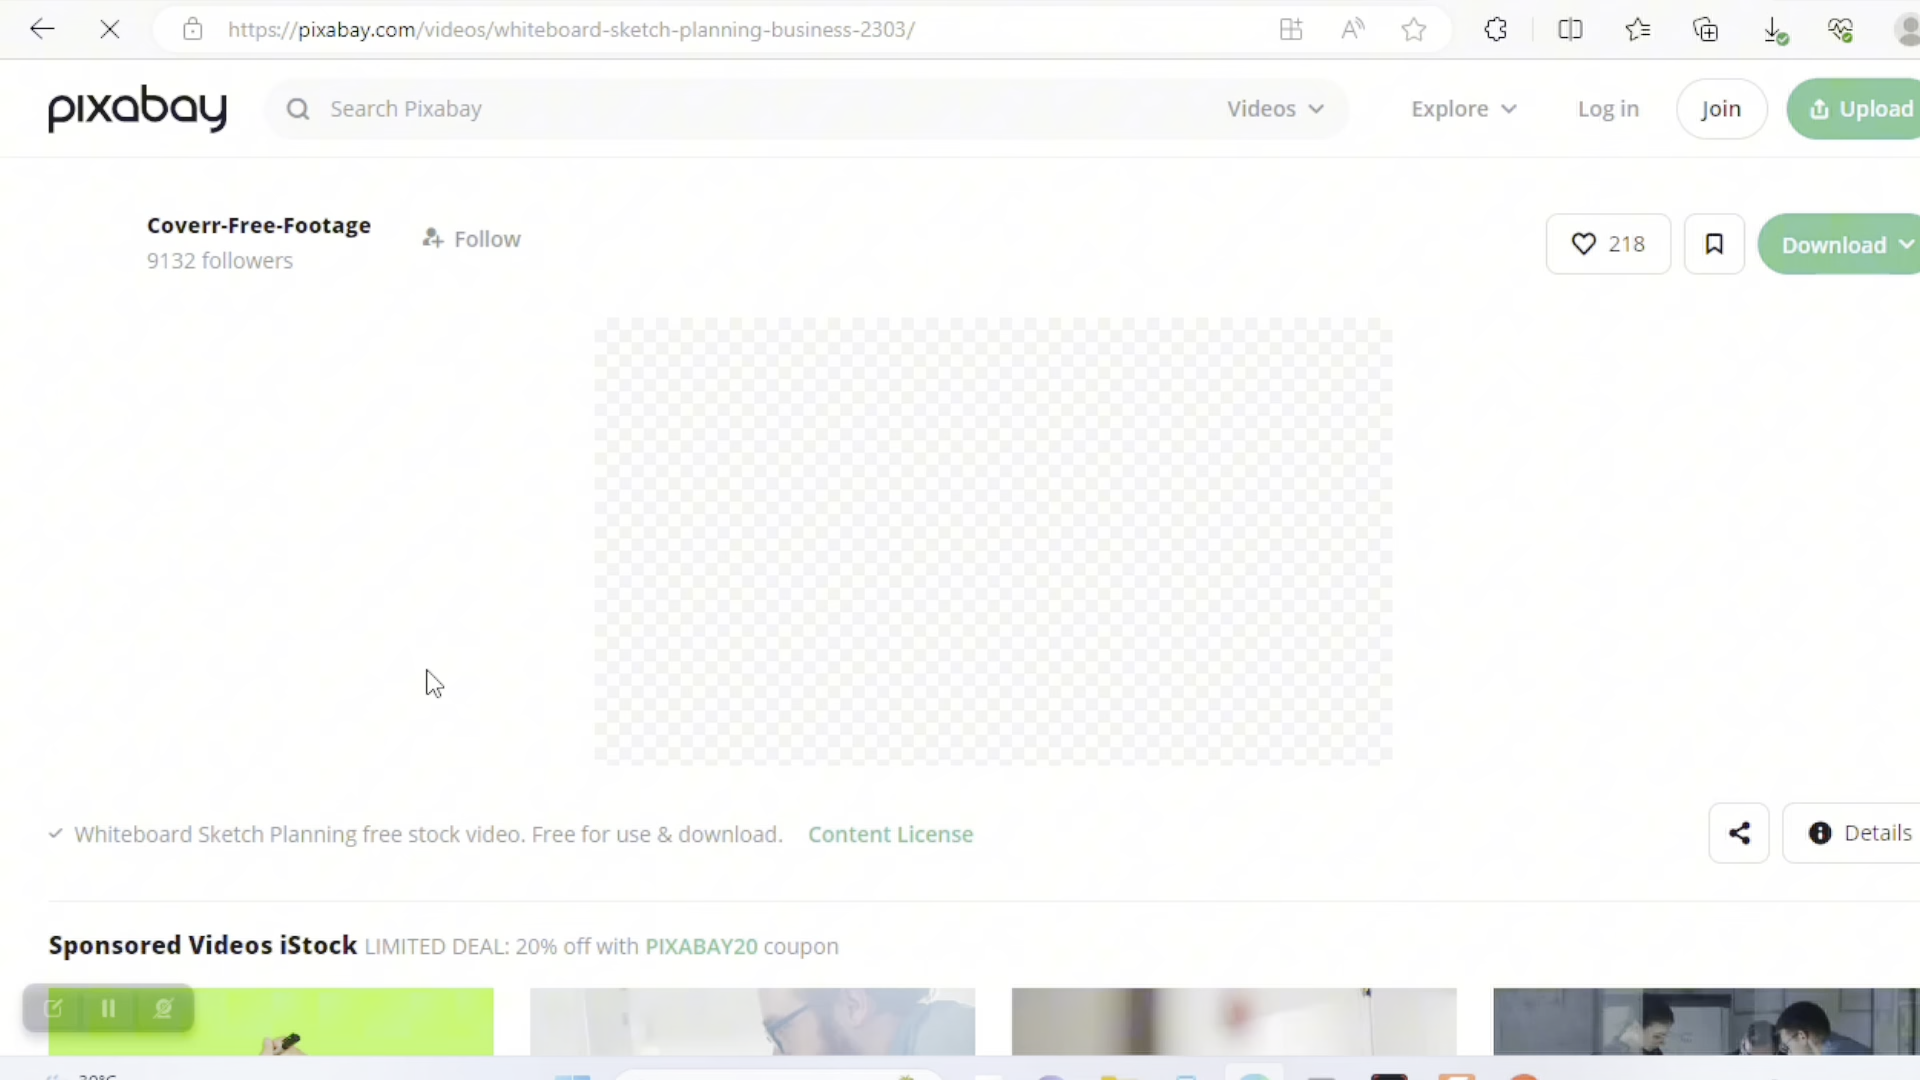 https://pixabay.com/videos/whiteboard-sketch-planning-business-2303/
pixabay
Search Pixabay
Videos
Explore
Log in
Join
Upload
Coverr-Free-Footage
9132 followers
Follow
218
Download
Whiteboard Sketch Planning free stock video. Free for use & download. Content License
Details
Sponsored Videos iStock LIMITED DEAL: 20% off with PIXABAY20 coupon